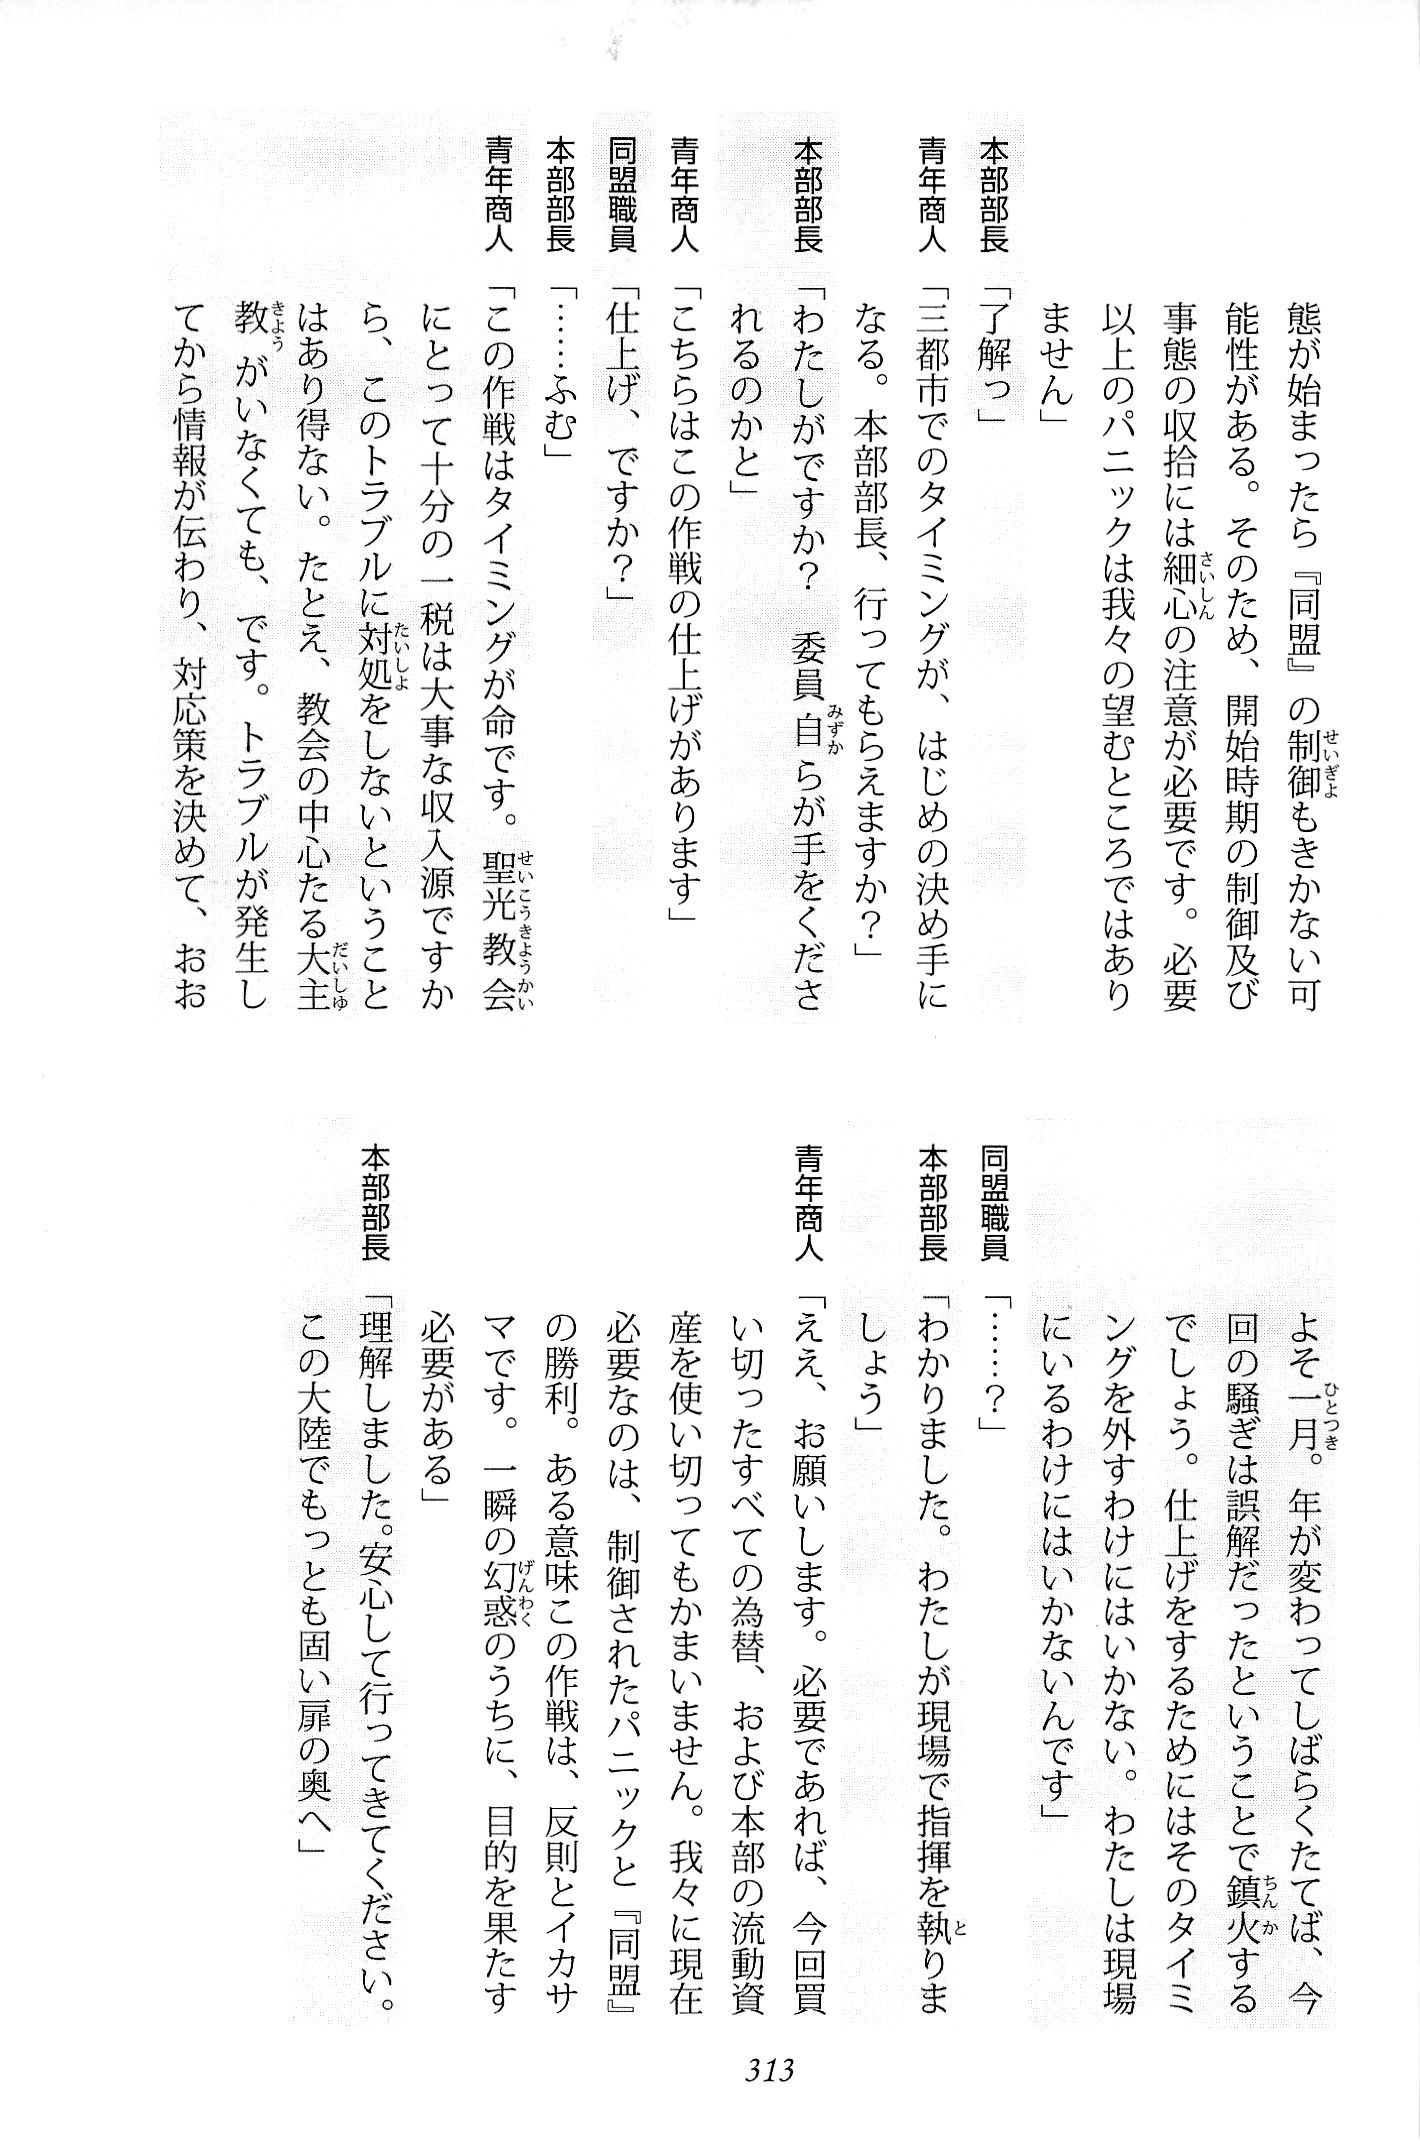 態が始まったら『同盟』の制御もきかない可
能性がある。そのため、開始時期の制御及び
事態の収拾には細心の注意が必要です。必要
以上のパニックは我々の望むところではあり
ません」
本部部長「了解っ」
青年商人「三都市でのタイミングが、はじめの決め手に
なる。本部部長、行ってもらえますか？」
本部部長「わたしがですか？　委員自らが手をくださ
れるのかと」
青年商人「こちらはこの作戦の仕上げがあります」
同盟職員「仕上げ、ですか？」
本部部長「……ふむ」
青年商人「この作戦はタイミングが命です。聖光教会
にとって十分の一税は大事な収入源ですか
ら、このトラブルに対処をしないということ
はあり得ない。たとえ、教会の中心たる大主
教がいなくても、です。トラブルが発生し
てから情報が伝わり、対応策を決めて、おお
よそ一月。年が変わってしばらくたてば、今
回の騒ぎは誤解だったということで鎮火する
でしょう。仕上げをするためにはそのタイミ
ングを外すわけにはいかない。わたしは現場
にいるわけにはいかないんです」
同盟職員「……？」
本部部長「わかりました。わたしが現場で指揮を執りま
しょう」
青年商人「ええ、お願いします。必要であれば、今回買
い切ったすべての為替、および本部の流動資
産を使い切ってもかまいません。我々に現在
必要なのは、制御されたパニックと『同盟』
の勝利。ある意味この作戦は、反則とイカサ
マです。一瞬の幻惑のうちに、目的を果たす
必要がある」
本部部長「理解しました。安心して行ってきてください。
この大陸でもっとも固い扉の奥へ」
313